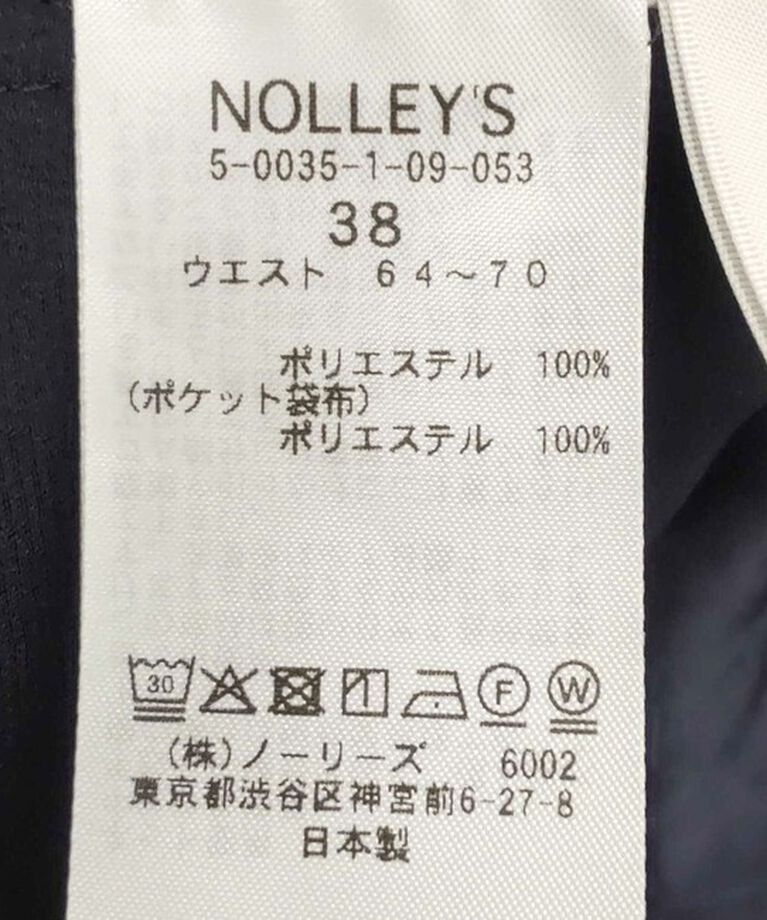 NOLLEY'S
5-0035-1-09-053
38
ウエスト　６４～７０
ポリエステル　100%
(ポケット袋布)
ポリエステル　100%
30
F W
(株)ノーリーズ　6002
東京都渋谷区神宮前6-27-8
日本製